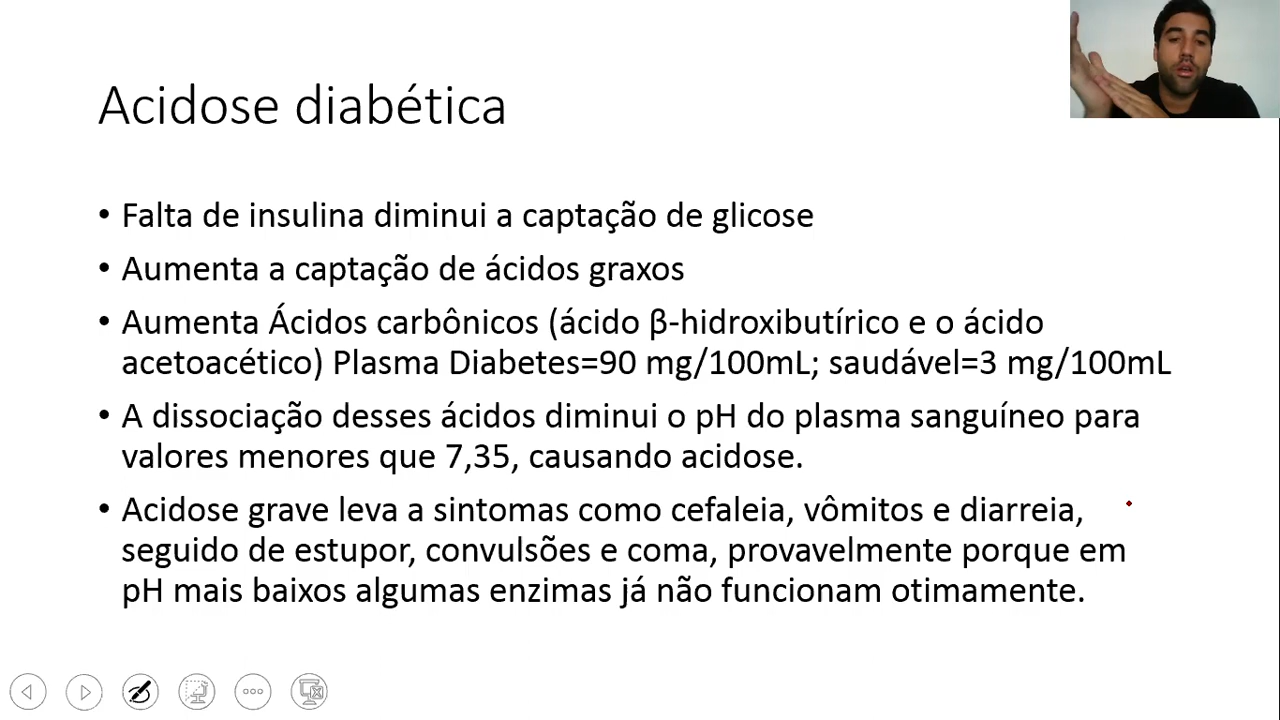 Acidose diabética
• Falta de insulina diminui a captação de glicose
• Aumenta a captação de ácidos graxos
• Aumenta Ácidos carbônicos (ácido β-hidroxibutírico e o ácido
acetoacético) Plasma Diabetes=90 mg/100mL; saudável=3 mg/100mL
• A dissociação desses ácidos diminui o pH do plasma sanguíneo para
valores menores que 7,35, causando acidose.
• Acidose grave leva a sintomas como cefaleia, vômitos e diarreia,
seguido de estupor, convulsões e coma, provavelmente porque em
pH mais baixos algumas enzimas já não funcionam otimamente.